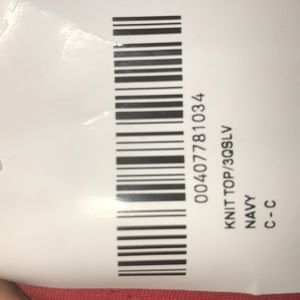 00407781034
KNIT TOP/3QSLV
NAVY
C - C